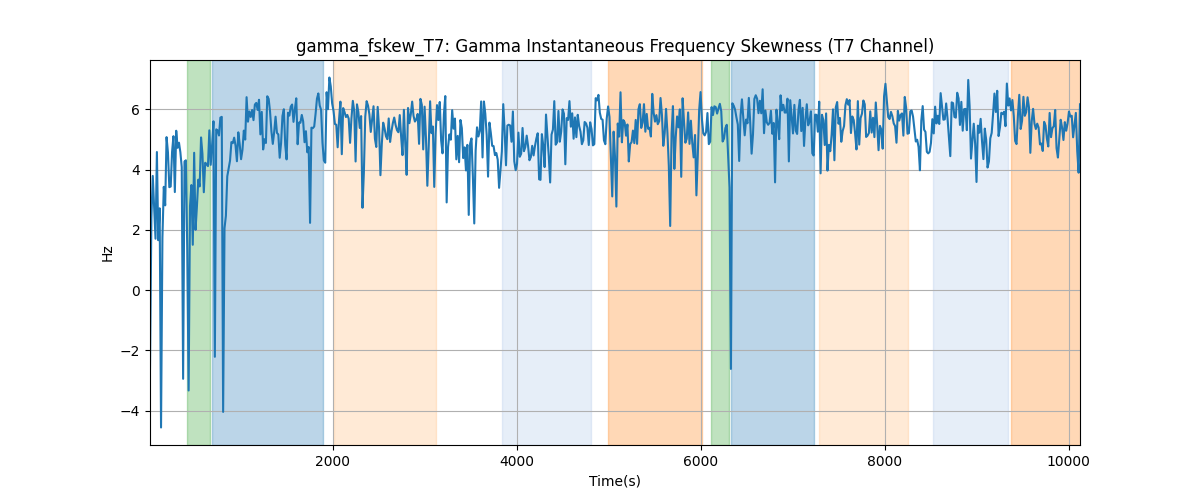 gamma_fskew_T7: Gamma Instantaneous Frequency Skewness (T7 Channel)
Hz
6
4
2
0
−2
−4
2000 4000 6000 8000 10000
Time(s)